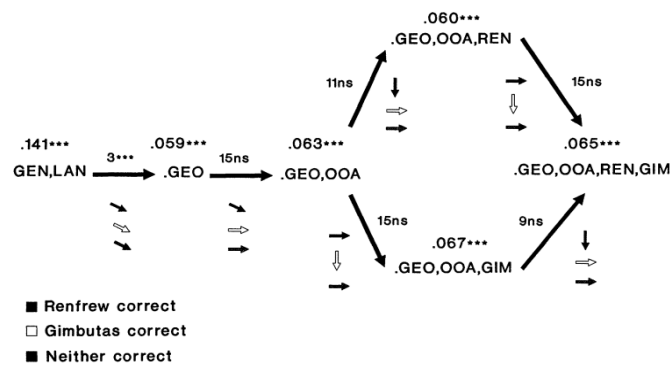 .060***
.GEO,OOA,REN
11ns
15ns
.141***
3***
.059***
15ns
.063***
.065***
GEN,LAN
.GEO
.GEO,OOA
.GEO,OOA,REN,GIM
15ns
9ns
.067***
.GEO,OOA,GIM
Renfrew correct
Gimbutas correct
Neither correct